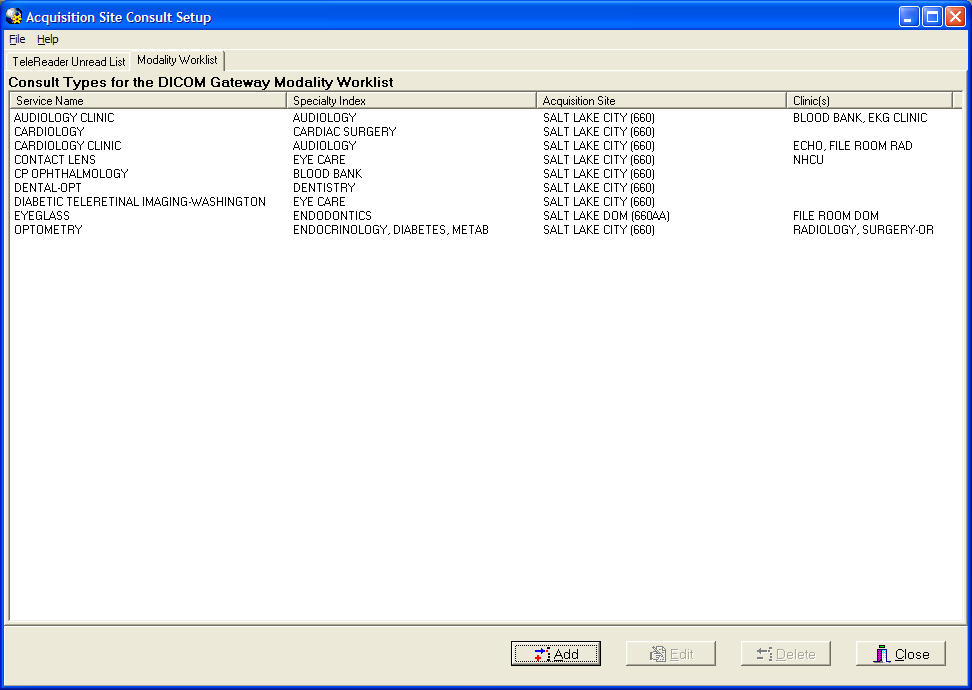 Acquisition Site Consult Setup
File Help
TeleReader Unread List Modality Worklist
Consult Types for the DICOM Gateway Modality Worklist
Service Name Specialty Index Acquisition Site Clinic(s)
AUDIOLOGY CLINIC AUDIOLOGY SALT LAKE CITY (660) BLOOD BANK, EKG CLINIC
CARDIOLOGY CARDIAC SURGERY SALT LAKE CITY (660)
CARDIOLOGY CLINIC AUDIOLOGY SALT LAKE CITY (660) ECHO, FILE ROOM RAD
CONTACT LENS EYE CARE SALT LAKE CITY (660) NHCU
CP OPHTHALMOLOGY BLOOD BANK SALT LAKE CITY (660)
DENTAL-OPT DENTISTRY SALT LAKE CITY (660)
DIABETIC TELERETINAL IMAGING-WASHINGTON EYE CARE SALT LAKE CITY (660)
EYEGLASS ENDODONTICS SALT LAKE DOM (660AA) FILE ROOM DOM
OPTOMETRY ENDOCRINOLOGY, DIABETES, METAB SALT LAKE CITY (660) RADIOLOGY, SURGERY-OR
Add Edit Delete Close